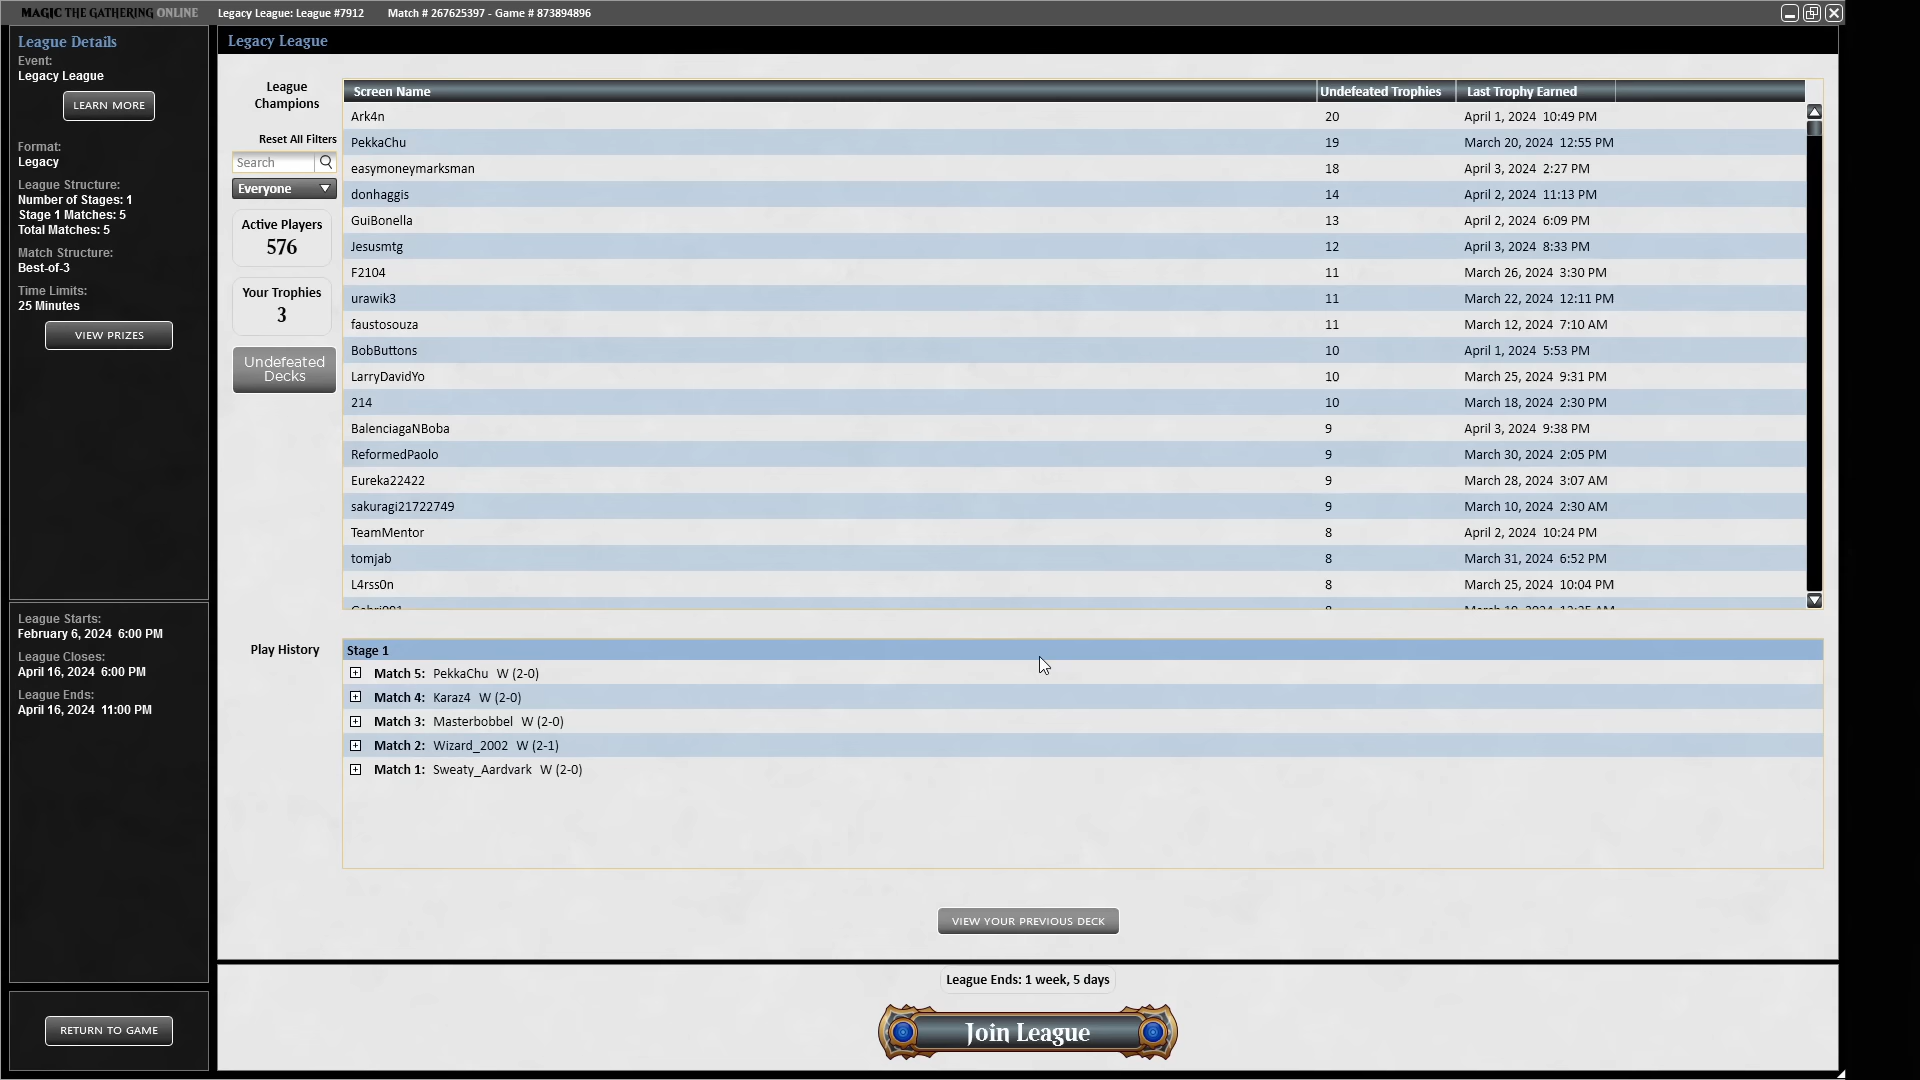 MAGIC THE GATHERING ONLINE Legacy League: League #7912 Match # 267625397 - Game # 873894896
League Details
Event:
Legacy League
LEARN MORE
Format:
Legacy
League Structure:
Number of Stages: 1
Stage 1 Matches: 5
Total Matches: 5
Match Structure:
Best-of-3
Time Limits:
25 Minutes
VIEW PRIZES
League Starts:
February 6, 2024 6:00 PM
League Closes:
April 16, 2024 6:00 PM
League Ends:
April 16, 2024 11:00 PM
RETURN TO GAME
Legacy League
League
Champions
Reset All Filters
Search
Everyone
Active Players
576
Your Trophies
3
Undefeated
Decks
Screen Name Undefeated Trophies Last Trophy Earned
Ark4n 20 April 1, 2024 10:49 PM
PekkaChu 19 March 20, 2024 12:55 PM
easymoneymarksman 18 April 3, 2024 2:27 PM
donhaggis 14 April 2, 2024 11:13 PM
GuiBonella 13 April 2, 2024 6:09 PM
Jesusmtg 12 April 3, 2024 8:33 PM
F2104 11 March 26, 2024 3:30 PM
urawik3 11 March 22, 2024 12:11 PM
faustosouza 11 March 12, 2024 7:10 AM
BobButtons 10 April 1, 2024 5:53 PM
LarryDavidYo 10 March 25, 2024 9:31 PM
214 10 March 18, 2024 2:30 PM
BalenciagaNBoba 9 April 3, 2024 9:38 PM
ReformedPaolo 9 March 30, 2024 2:05 PM
Eureka22422 9 March 28, 2024 3:07 AM
sakuragi21722749 9 March 10, 2024 2:30 AM
TeamMentor 8 April 2, 2024 10:24 PM
tomjab 8 March 31, 2024 6:52 PM
L4rss0n 8 March 25, 2024 10:04 PM
Play History
Stage 1
Match 5: PekkaChu W (2-0)
Match 4: Karaz4 W (2-0)
Match 3: Masterbobbel W (2-0)
Match 2: Wizard_2002 W (2-1)
Match 1: Sweaty_Aardvark W (2-0)
VIEW YOUR PREVIOUS DECK
League Ends: 1 week, 5 days
Join League